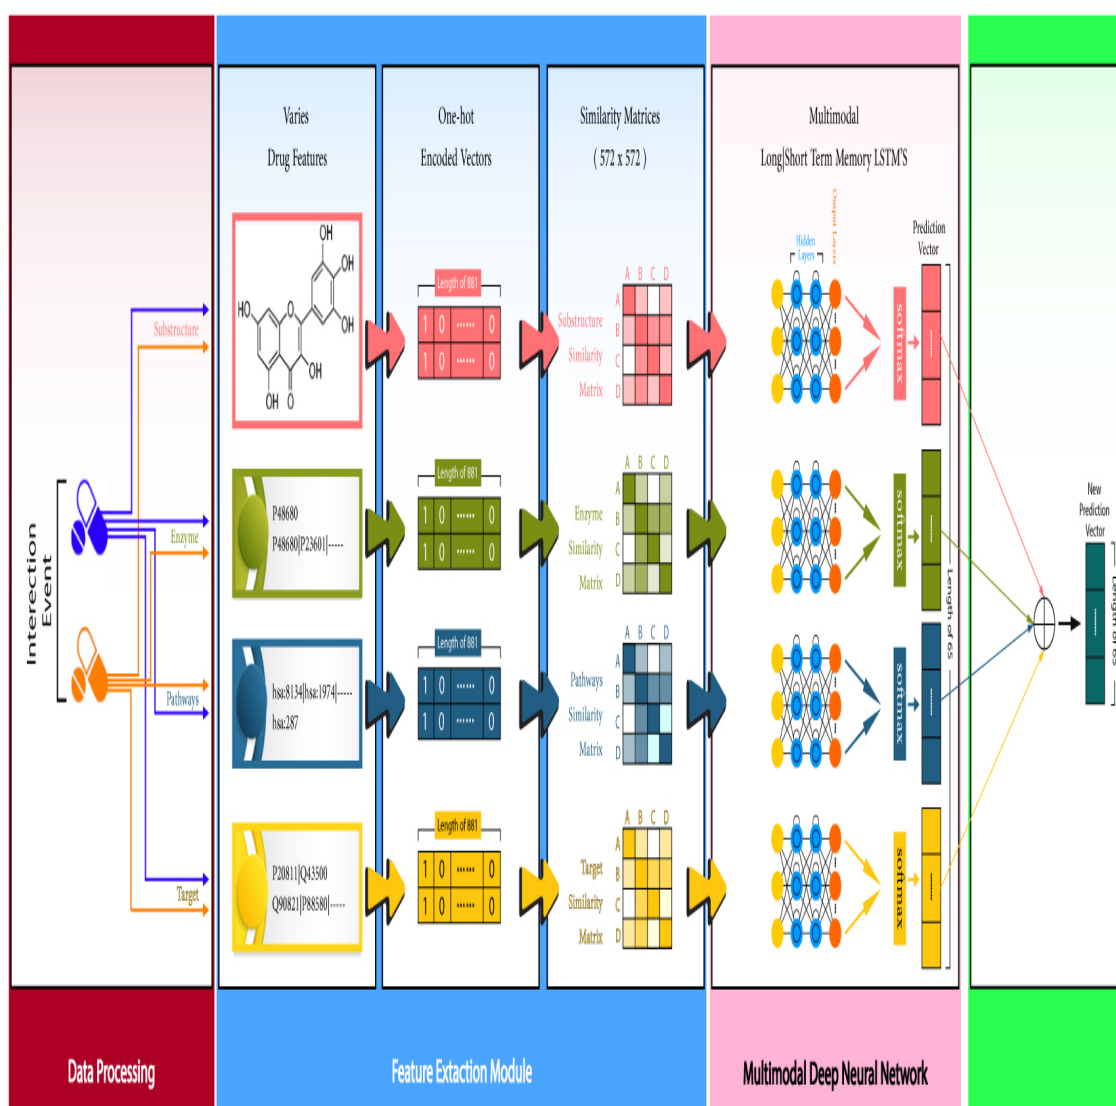 Interection
Event
Substructure
Enzyme
Pathways
Target
Data Processing
Varies
Drug Features
OH
OH
HO
O
OH
OH
OH
O
P48680
P48680|P23601|-----
hsa:8134|hsa:1974|-----
hsa:287
P20811|Q43500
Q90821|P88580|-----
One-hot
Encoded Vectors
Length of 881
1 0 ...... 0
1 0 ...... 0
Length of 881
1 0 ...... 0
1 0 ...... 0
Length of 881
1 0 ...... 0
1 0 ...... 0
Length of 881
1 0 ...... 0
1 0 ...... 0
Similarity Matrices
( 572 x 572 )
A B C D
A
Substructure
B
Similarity
C
Matrix D
A B C D
A
Enzyme B
Similarity C
Matrix D
A B C D
A
Pathways B
Similarity C
Matrix D
A B C D
A
Target B
Similarity C
Matrix D
Feature Extaction Module
Multimodal
Long|Short Term Memory LSTM'S
Hidden
Layers
Output Layers
Prediction
Vector
softmax
softmax
softmax
softmax
Length of 65
Multimodal Deep Neural Network
New
Prediction
Vector
Length of 65